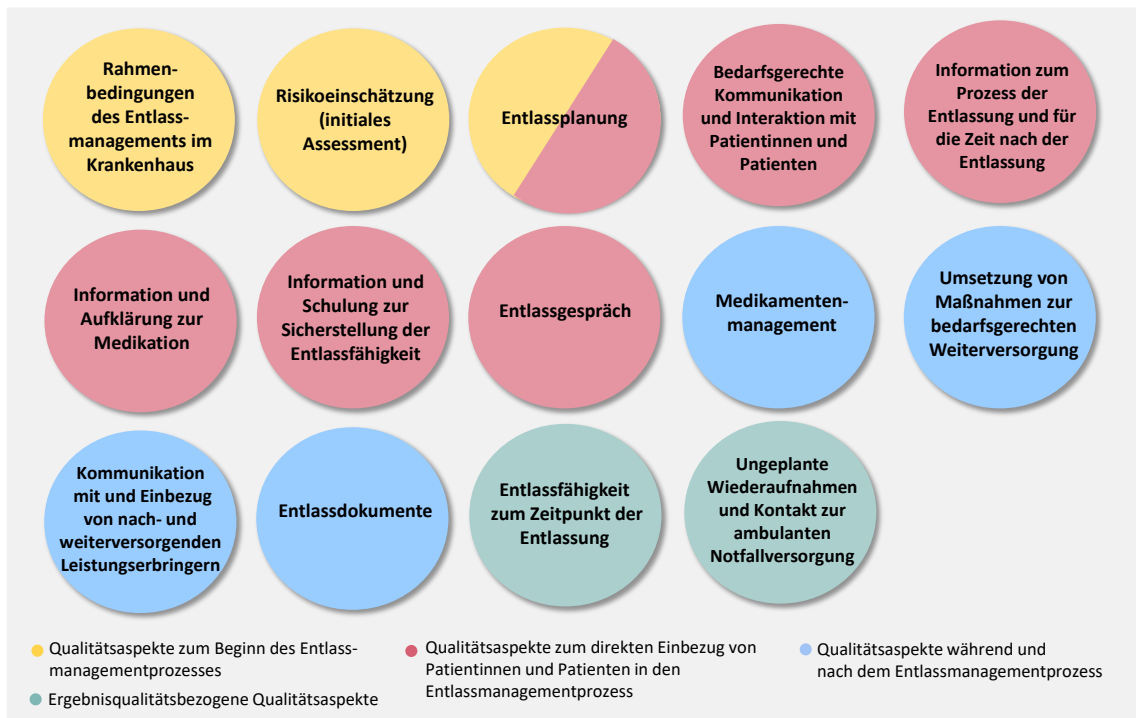 Rahmen-
bedingungen
des Entlass-
managements im
Krankenhaus
Risikoeinschätzung
(initiales
Assessment)
Entlassplanung
Bedarfsgerechte
Kommunikation
und Interaktion mit
Patientinnen und
Patienten
Information zum
Prozess der
Entlassung und für
die Zeit nach der
Entlassung
Information und
Aufklärung zur
Medikation
Information und
Schulung zur
Sicherstellung der
Entlassfähigkeit
Entlassgespräch
Medikamenten-
management
Umsetzung von
Maßnahmen zur
bedarfsgerechten
Weiterversorgung
Kommunikation
mit und Einbezug
von nach- und
weiterversorgenden
Leistungserbringern
Entlassdokumente
Entlassfähigkeit
zum Zeitpunkt der
Entlassung
Ungeplante
Wiederaufnahmen
und Kontakt zur
ambulanten
Notfallversorgung
Qualitätsaspekte zum Beginn des Entlass-
managementprozesses
Ergebnisqualitätsbezogene Qualitätsaspekte
Qualitätsaspekte zum direkten Einbezug von
Patientinnen und Patienten in den
Entlassmanagementprozess
Qualitätsaspekte während und
nach dem Entlassmanagementprozess